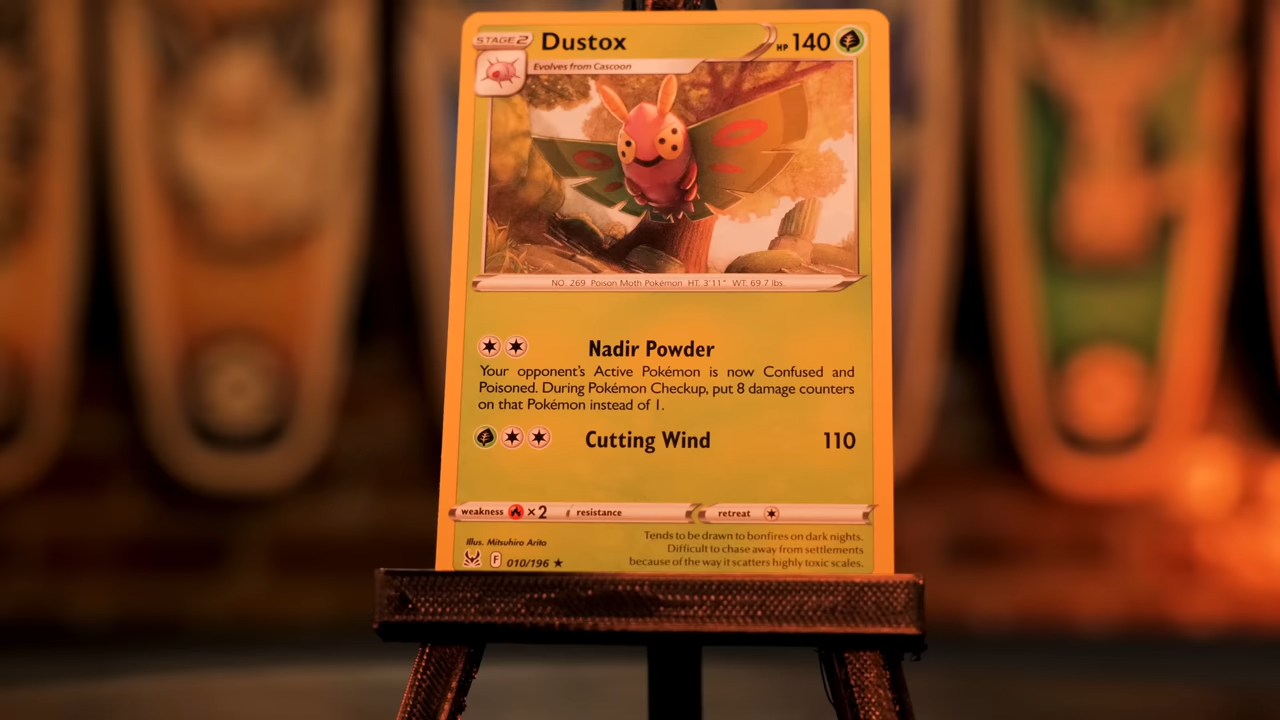 STAGE 2 Dustox HP 140
Evolves from Cascoon
NO. 269 Poison Moth Pokémon HT: 3'11" WT: 69.7 lbs.
Nadir Powder
Your opponent's Active Pokémon is now Confused and
Poisoned. During Pokémon Checkup, put 8 damage counters
on that Pokémon instead of 1.
Cutting Wind 110
weakness ×2 resistance retreat
Illus. Mitsuhiro Arita
F 010/196 ★
Tends to be drawn to bonfires on dark nights.
Difficult to chase away from settlements
because of the way it scatters highly toxic scales.